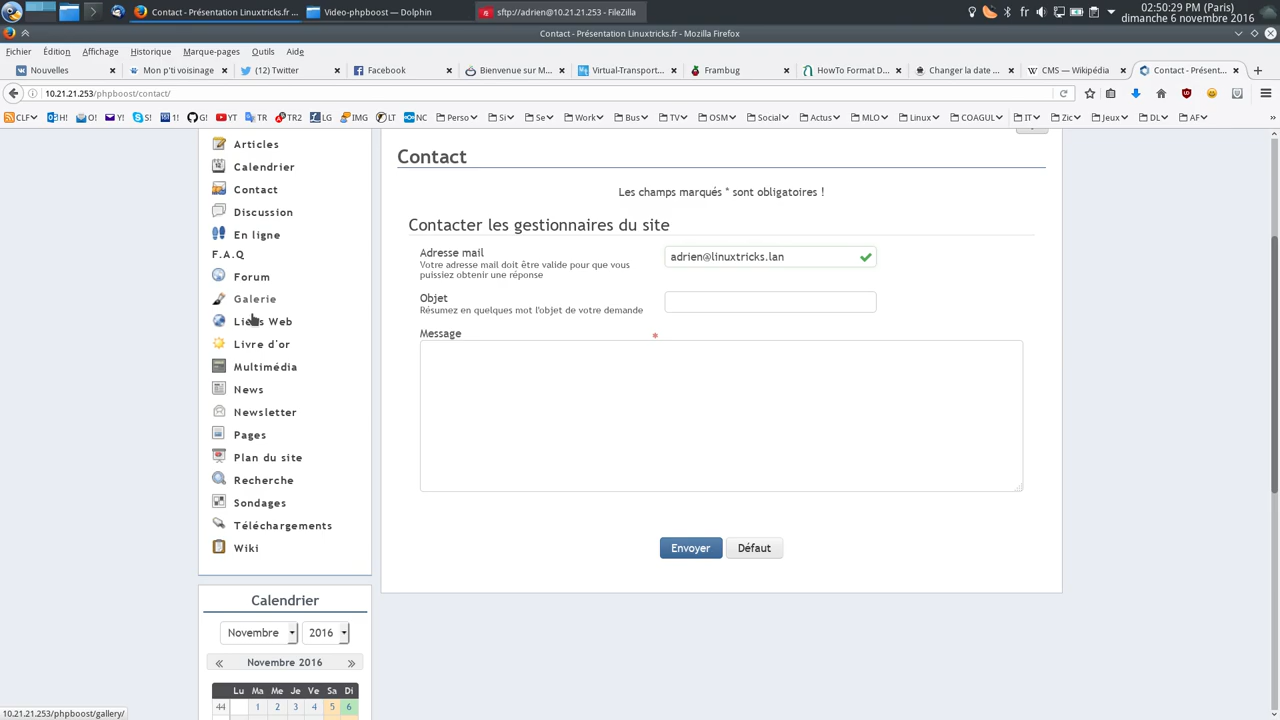 Contact - Présentation Linuxtricks.fr ...
Video-phpboost — Dolphin
sftp://adrien@10.21.21.253 - FileZilla
fr
02:50:29 PM (Paris)
dimanche 6 novembre 2016
Contact - Présentation Linuxtricks.fr — Mozilla Firefox
Fichier Édition Affichage Historique Marque-pages Outils Aide
Nouvelles
Mon p'ti voisinage
(12) Twitter
Facebook
Bienvenue sur M...
Virtual-Transport...
Frambug
HowTo Format D...
Changer la date ...
CMS — Wikipédia
Contact - Présent...
10.21.21.253/phpboost/contact/
CLF H! O! Y! S! 1! G! YT TR TR2 LG IMG LT NC Perso Si Se Work Bus TV OSM Social Actus MLO Linux COAGUL IT Zic Jeux DL AF
Articles
Calendrier
Contact
Discussion
En ligne
F.A.Q
Forum
Galerie
Liens Web
Livre d'or
Multimédia
News
Newsletter
Pages
Plan du site
Recherche
Sondages
Téléchargements
Wiki
Calendrier
Novembre 2016
« Novembre 2016 »
Lu Ma Me Je Ve Sa Di
44 1 2 3 4 5 6
Contact
Les champs marqués * sont obligatoires !
Contacter les gestionnaires du site
Adresse mail
Votre adresse mail doit être valide pour que vous
puissiez obtenir une réponse
adrien@linuxtricks.lan
Objet
Résumez en quelques mot l'objet de votre demande
Message *
Envoyer Défaut
10.21.21.253/phpboost/gallery/